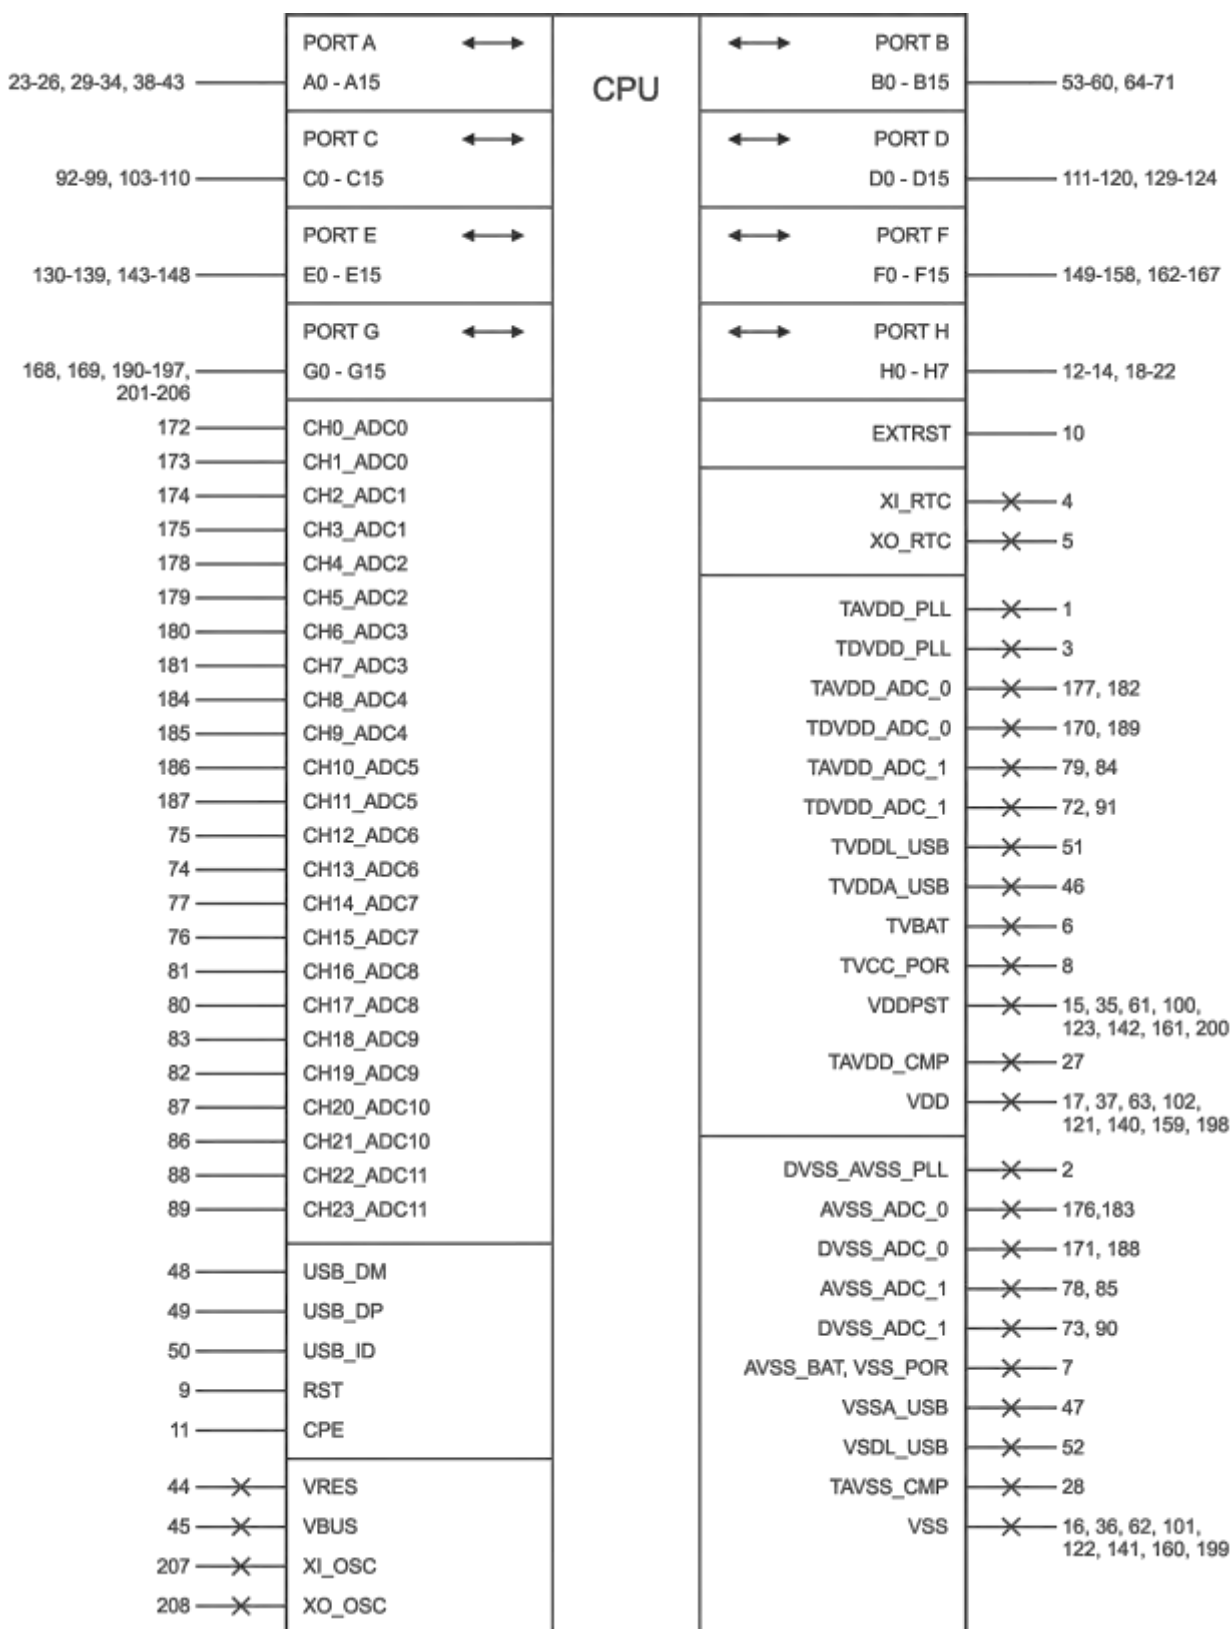 PORT A
CPU
PORT B
23-26, 29-34, 38-43
A0 - A15
B0 - B15
53-60, 64-71
PORT C
PORT D
92-99, 103-110
C0 - C15
D0 - D15
111-120, 129-124
PORT E
PORT F
130-139, 143-148
E0 - E15
F0 - F15
149-158, 162-167
PORT G
PORT H
168, 169, 190-197,
201-206
G0 - G15
H0 - H7
12-14, 18-22
172 CH0_ADC0
173 CH1_ADC0
174 CH2_ADC1
175 CH3_ADC1
178 CH4_ADC2
179 CH5_ADC2
180 CH6_ADC3
181 CH7_ADC3
184 CH8_ADC4
185 CH9_ADC4
186 CH10_ADC5
187 CH11_ADC5
75 CH12_ADC6
74 CH13_ADC6
77 CH14_ADC7
76 CH15_ADC7
81 CH16_ADC8
80 CH17_ADC8
83 CH18_ADC9
82 CH19_ADC9
87 CH20_ADC10
86 CH21_ADC10
88 CH22_ADC11
89 CH23_ADC11
48 USB_DM
49 USB_DP
50 USB_ID
9 RST
11 CPE
44 VRES
45 VBUS
207 XI_OSC
208 XO_OSC
EXTRST 10
XI_RTC 4
XO_RTC 5
TAVDD_PLL 1
TDVDD_PLL 3
TAVDD_ADC_0 177, 182
TDVDD_ADC_0 170, 189
TAVDD_ADC_1 79, 84
TDVDD_ADC_1 72, 91
TVDDL_USB 51
TVDDA_USB 46
TVBAT 6
TVCC_POR 8
VDDPST 15, 35, 61, 100,
123, 142, 161, 200
TAVDD_CMP 27
VDD 17, 37, 63, 102,
121, 140, 159, 198
DVSS_AVSS_PLL 2
AVSS_ADC_0 176,183
DVSS_ADC_0 171, 188
AVSS_ADC_1 78, 85
DVSS_ADC_1 73, 90
AVSS_BAT, VSS_POR 7
VSSA_USB 47
VSDL_USB 52
TAVSS_CMP 28
VSS 16, 36, 62, 101,
122, 141, 160, 199